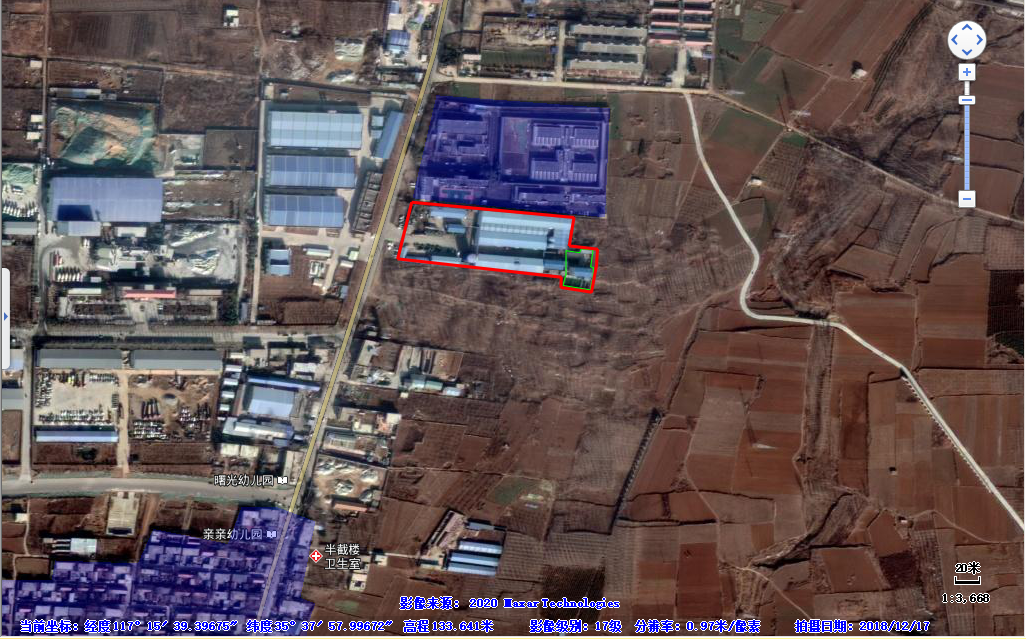 曙光幼儿园
亲亲幼儿园
半截楼
卫生室
20米
1:3,668
影像来源: 2020 MaxarTechnologies
当前坐标: 经度117° 15′ 39.39675″ 纬度35° 37′ 57.99672″ 高程133.641米 影像级别: 17级 分辨率: 0.97米/像素 拍摄日期: 2018/12/17